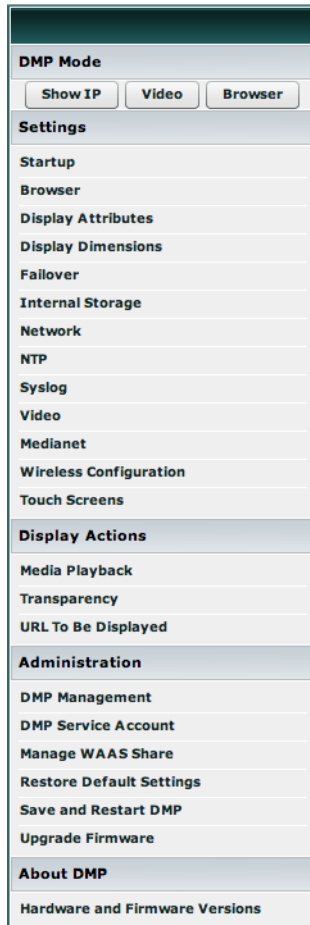 DMP Mode
Show IP Video Browser
Settings
Startup
Browser
Display Attributes
Display Dimensions
Failover
Internal Storage
Network
NTP
Syslog
Video
Medianet
Wireless Configuration
Touch Screens
Display Actions
Media Playback
Transparency
URL To Be Displayed
Administration
DMP Management
DMP Service Account
Manage WAAS Share
Restore Default Settings
Save and Restart DMP
Upgrade Firmware
About DMP
Hardware and Firmware Versions